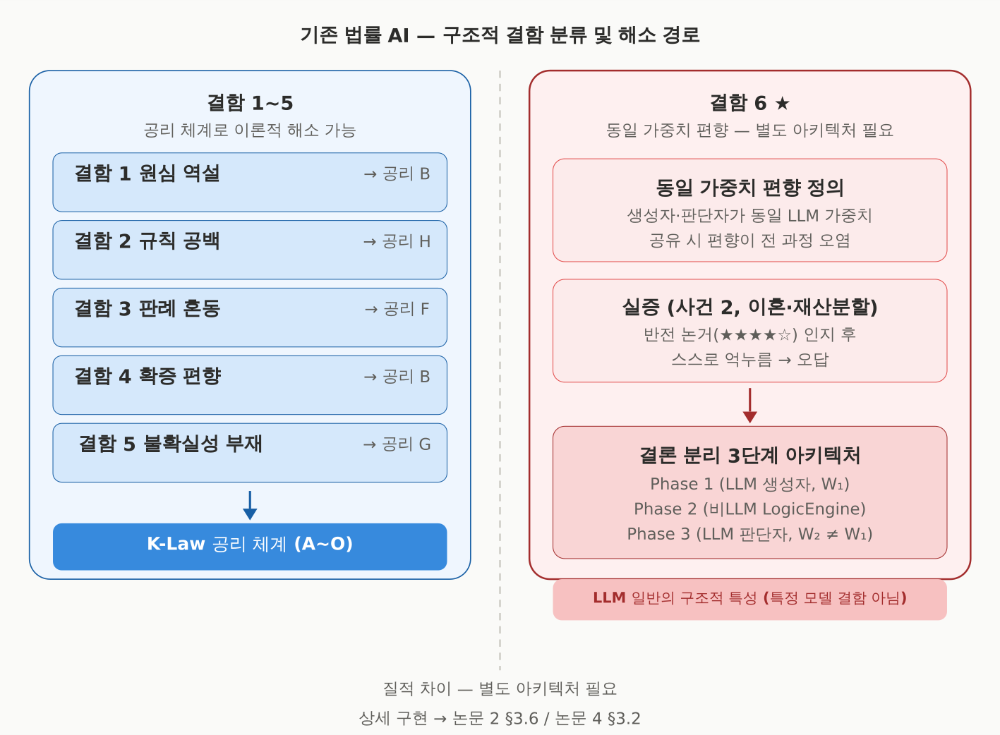 기존 법률 AI — 구조적 결함 분류 및 해소 경로
결함 1~5
공리 체계로 이론적 해소 가능
결함 1 원심 역설 → 공리 B
결함 2 규칙 공백 → 공리 H
결함 3 판례 혼동 → 공리 F
결함 4 확증 편향 → 공리 B
결함 5 불확실성 부재 → 공리 G
K-Law 공리 체계 (A~O)
결함 6 ★
동일 가중치 편향 — 별도 아키텍처 필요
동일 가중치 편향 정의
생성자·판단자가 동일 LLM 가중치
공유 시 편향이 전 과정 오염
실증 (사건 2, 이혼·재산분할)
반전 논거(★★★★☆) 인지 후
스스로 억누름 → 오답
결론 분리 3단계 아키텍처
Phase 1 (LLM 생성자, W₁)
Phase 2 (비LLM LogicEngine)
Phase 3 (LLM 판단자, W₂ ≠ W₁)
LLM 일반의 구조적 특성 (특정 모델 결함 아님)
질적 차이 — 별도 아키텍처 필요
상세 구현 → 논문 2 §3.6 / 논문 4 §3.2